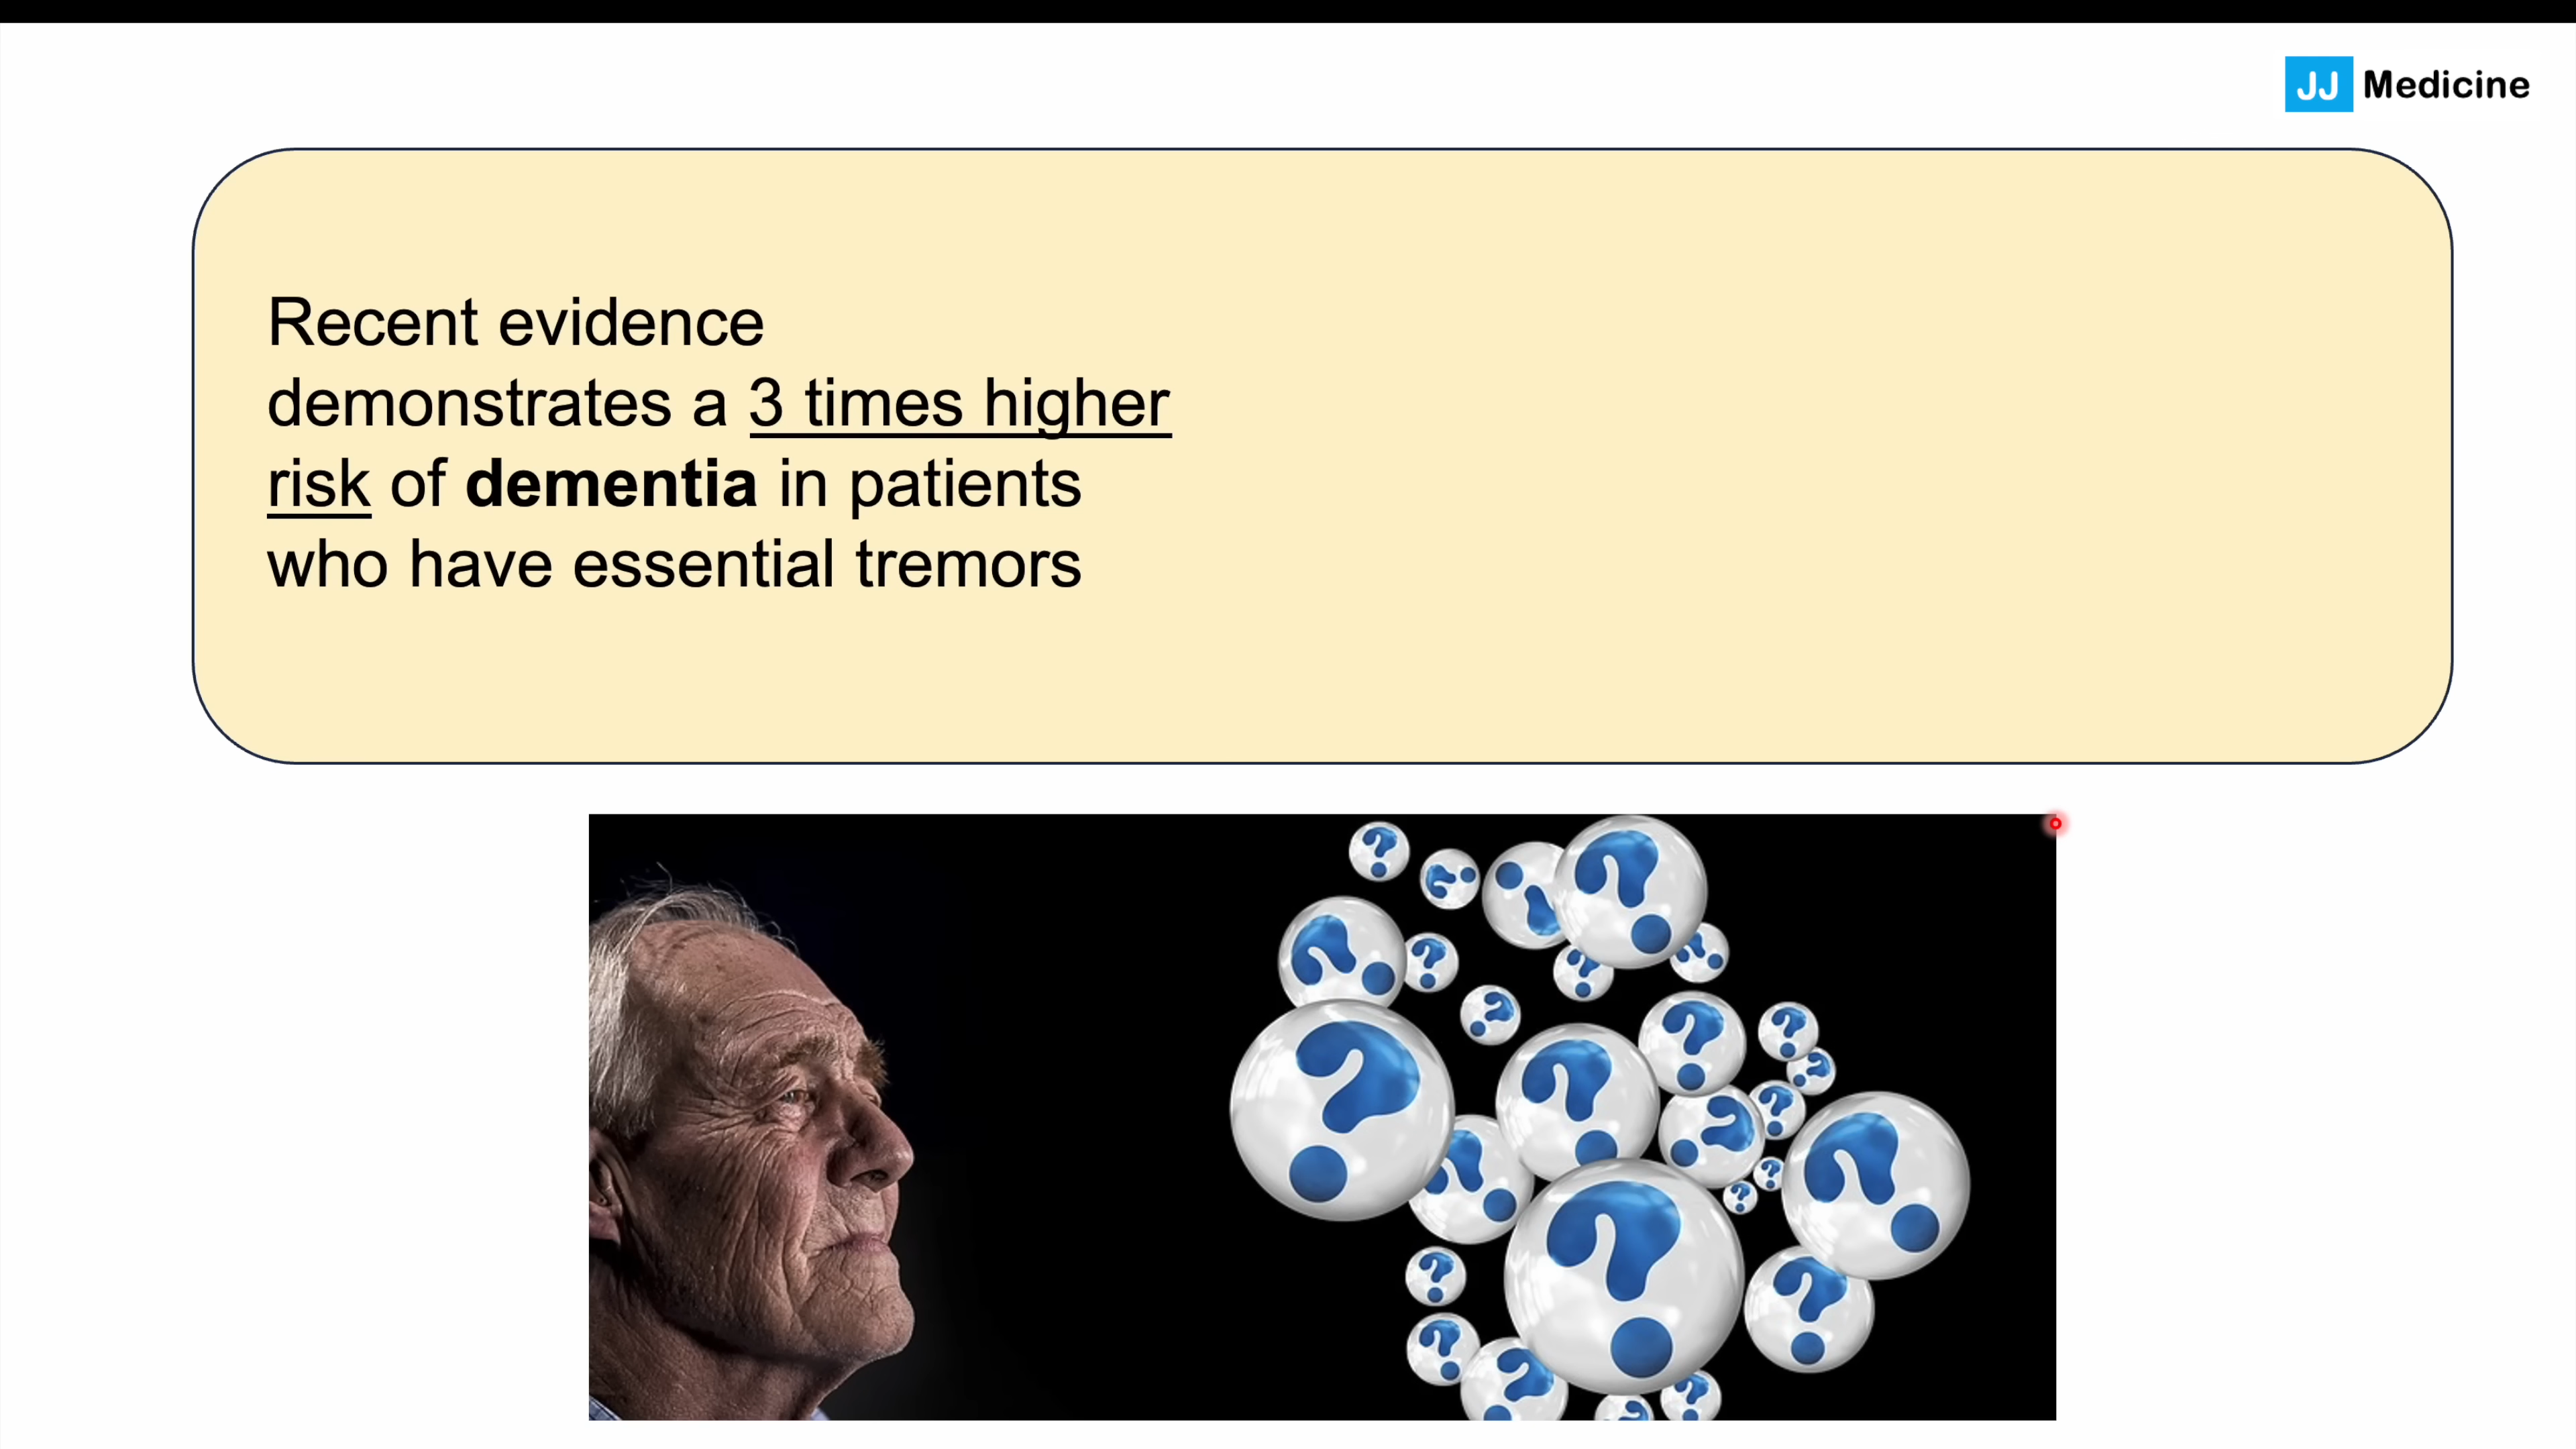 JJ Medicine
Recent evidence
demonstrates a 3 times higher
risk of dementia in patients
who have essential tremors